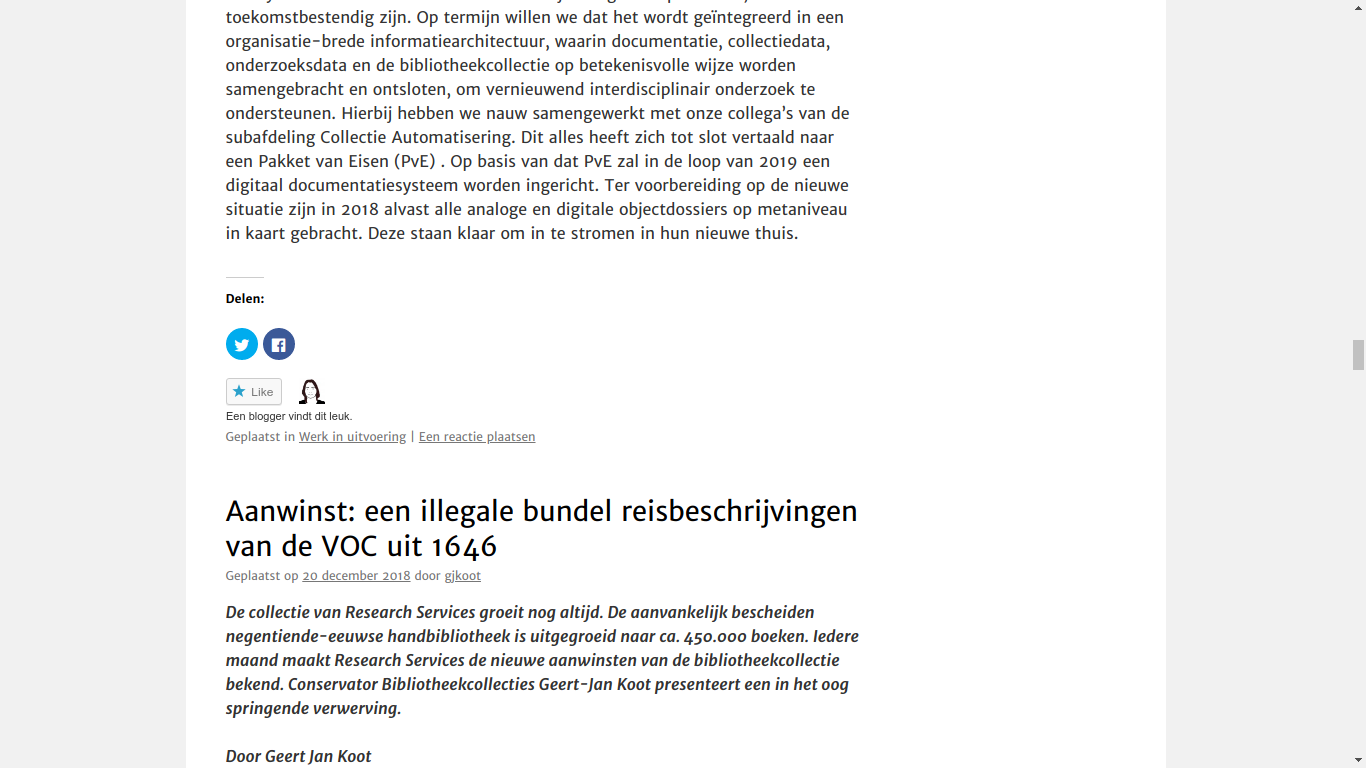 toekomstbestendig zijn. Op termijn willen we dat het wordt geïntegreerd in een
organisatie-brede informatiearchitectuur, waarin documentatie, collectiedata,
onderzoeksdata en de bibliotheekcollectie op betekenisvolle wijze worden
samengebracht en ontsloten, om vernieuwend interdisciplinair onderzoek te
ondersteunen. Hierbij hebben we nauw samengewerkt met onze collega’s van de
subafdeling Collectie Automatisering. Dit alles heeft zich tot slot vertaald naar
een Pakket van Eisen (PvE) . Op basis van dat PvE zal in de loop van 2019 een
digitaal documentatiesysteem worden ingericht. Ter voorbereiding op de nieuwe
situatie zijn in 2018 alvast alle analoge en digitale objectdossiers op metaniveau
in kaart gebracht. Deze staan klaar om in te stromen in hun nieuwe thuis.
Delen:
Like
Een blogger vindt dit leuk.
Geplaatst in Werk in uitvoering | Een reactie plaatsen
Aanwinst: een illegale bundel reisbeschrijvingen
van de VOC uit 1646
Geplaatst op 20 december 2018 door gjkoot
De collectie van Research Services groeit nog altijd. De aanvankelijk bescheiden
negentiende-eeuwse handbibliotheek is uitgegroeid naar ca. 450.000 boeken. Iedere
maand maakt Research Services de nieuwe aanwinsten van de bibliotheekcollectie
bekend. Conservator Bibliotheekcollecties Geert-Jan Koot presenteert een in het oog
springende verwerving.
Door Geert Jan Koot